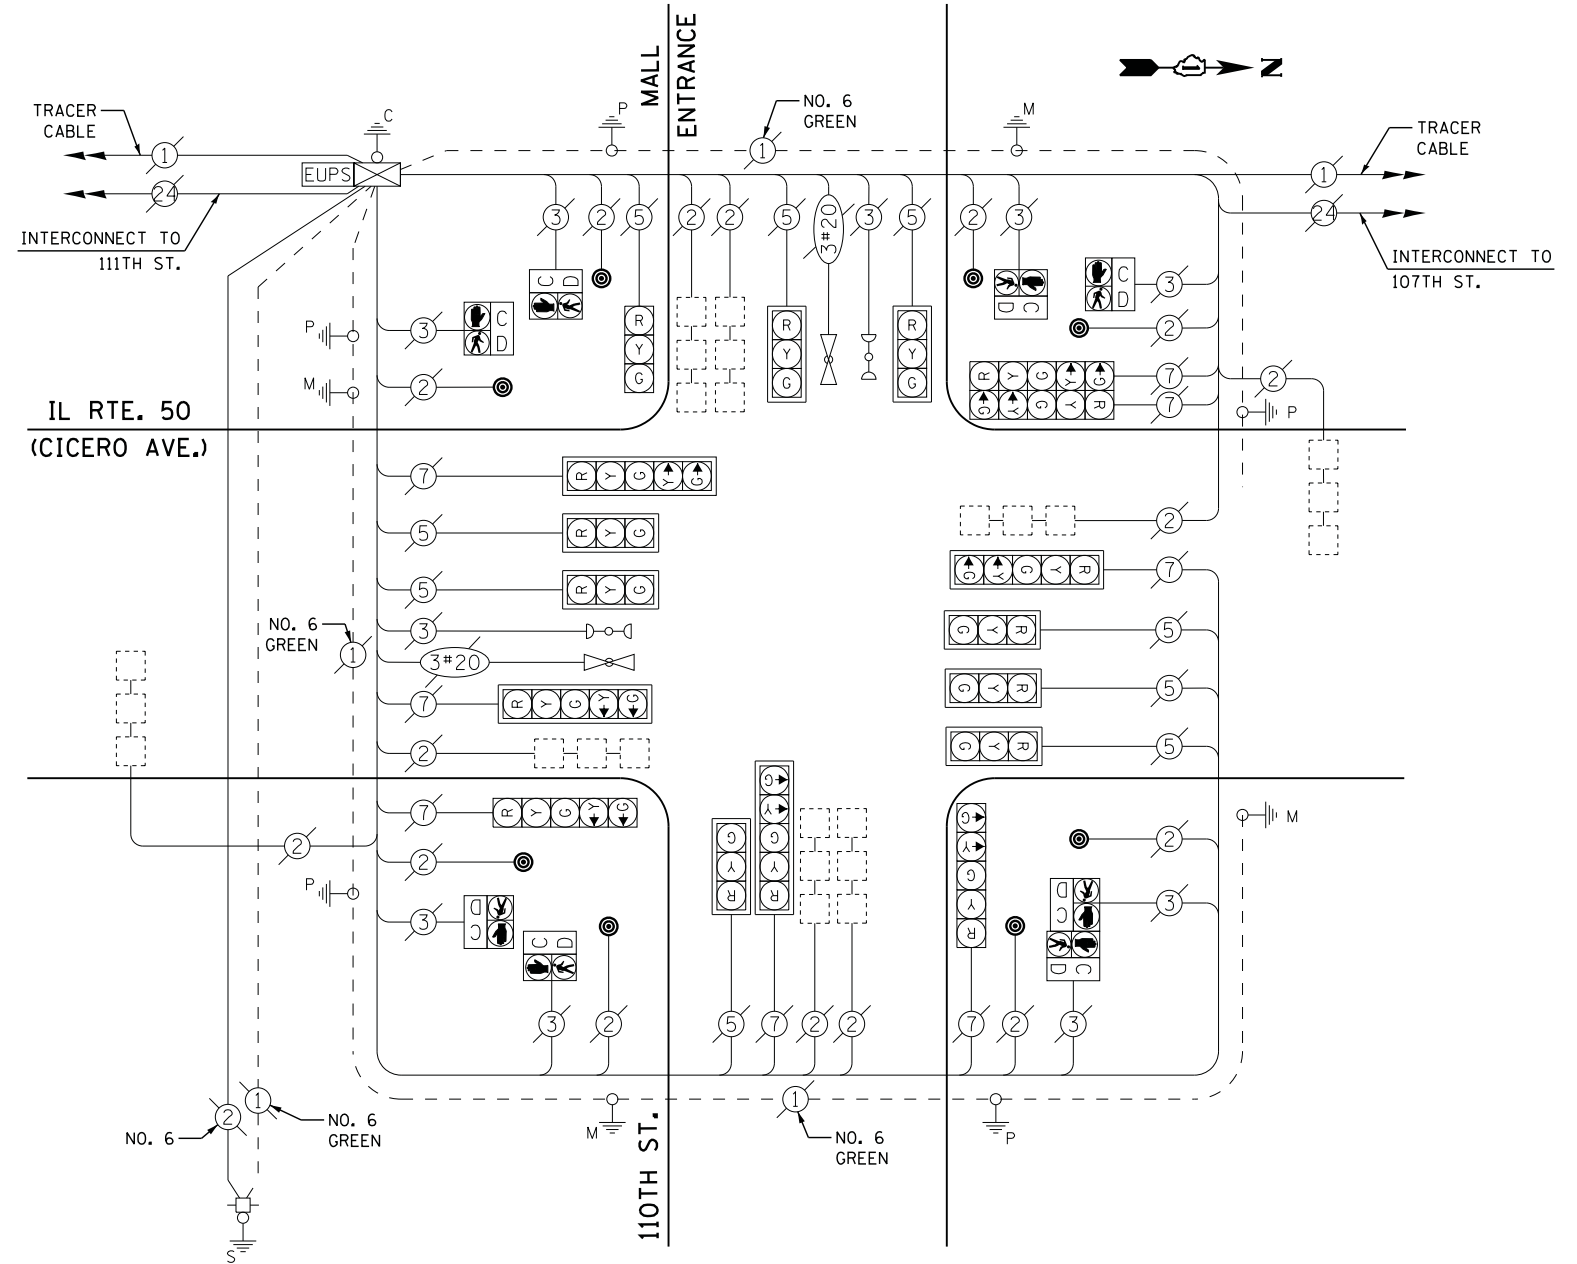 MALL
ENTRANCE
N
TRACER
CABLE
1
C
P
NO. 6
GREEN
1
M
TRACER
CABLE
1
EUPS
24
24
INTERCONNECT TO
111TH ST.
INTERCONNECT TO
107TH ST.
3
2
5
2
2
5
3#20
3
5
2
3
C D
C D
C D
C D
R
Y
G
R
Y
G
R
Y
G
3
2
P
M
3
2
R Y G Y G
7
G Y G Y R
7
2
P
IL RTE. 50
(CICERO AVE.)
7
R Y G Y G
5
R Y G
5
R Y G
3
3#20
7
R Y G Y G
2
NO. 6
GREEN
1
2
G Y G Y R
7
G Y R
5
G Y R
5
G Y R
5
7
R Y G Y G
2
2
P
3
D C
C D
3
2
G
Y
R
5
G
Y
G
Y
R
7
2
2
G
Y
G
Y
R
7
2
D C
D C
3
2
3
M
NO. 6
2
1
NO. 6
GREEN
M
110TH ST.
1
NO. 6
GREEN
P
S